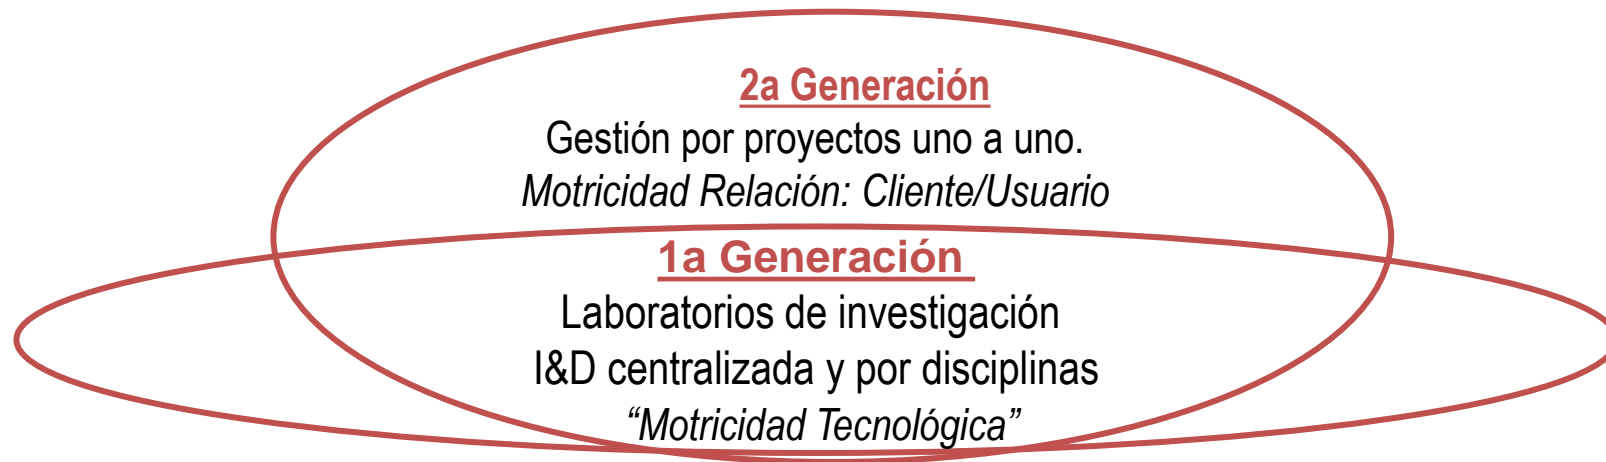 2a Generación
Gestión por proyectos uno a uno.
Motricidad Relación: Cliente/Usuario
1a Generación
Laboratorios de investigación
I&D centralizada y por disciplinas
“Motricidad Tecnológica”